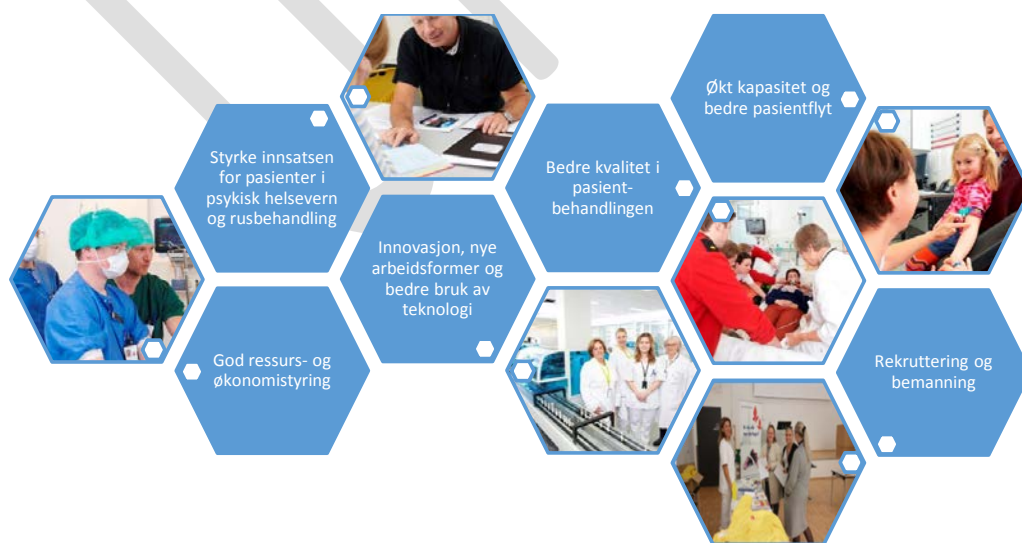 Økt kapasitet og
bedre pasientflyt
Styrke innsatsen
for pasienter i
psykisk helsevern
og rusbehandling
Bedre kvalitet i
pasient-
behandlingen
Innovasjon, nye
arbeidsformer og
bedre bruk av
teknologi
God ressurs- og
økonomistyring
Rekruttering og
bemanning